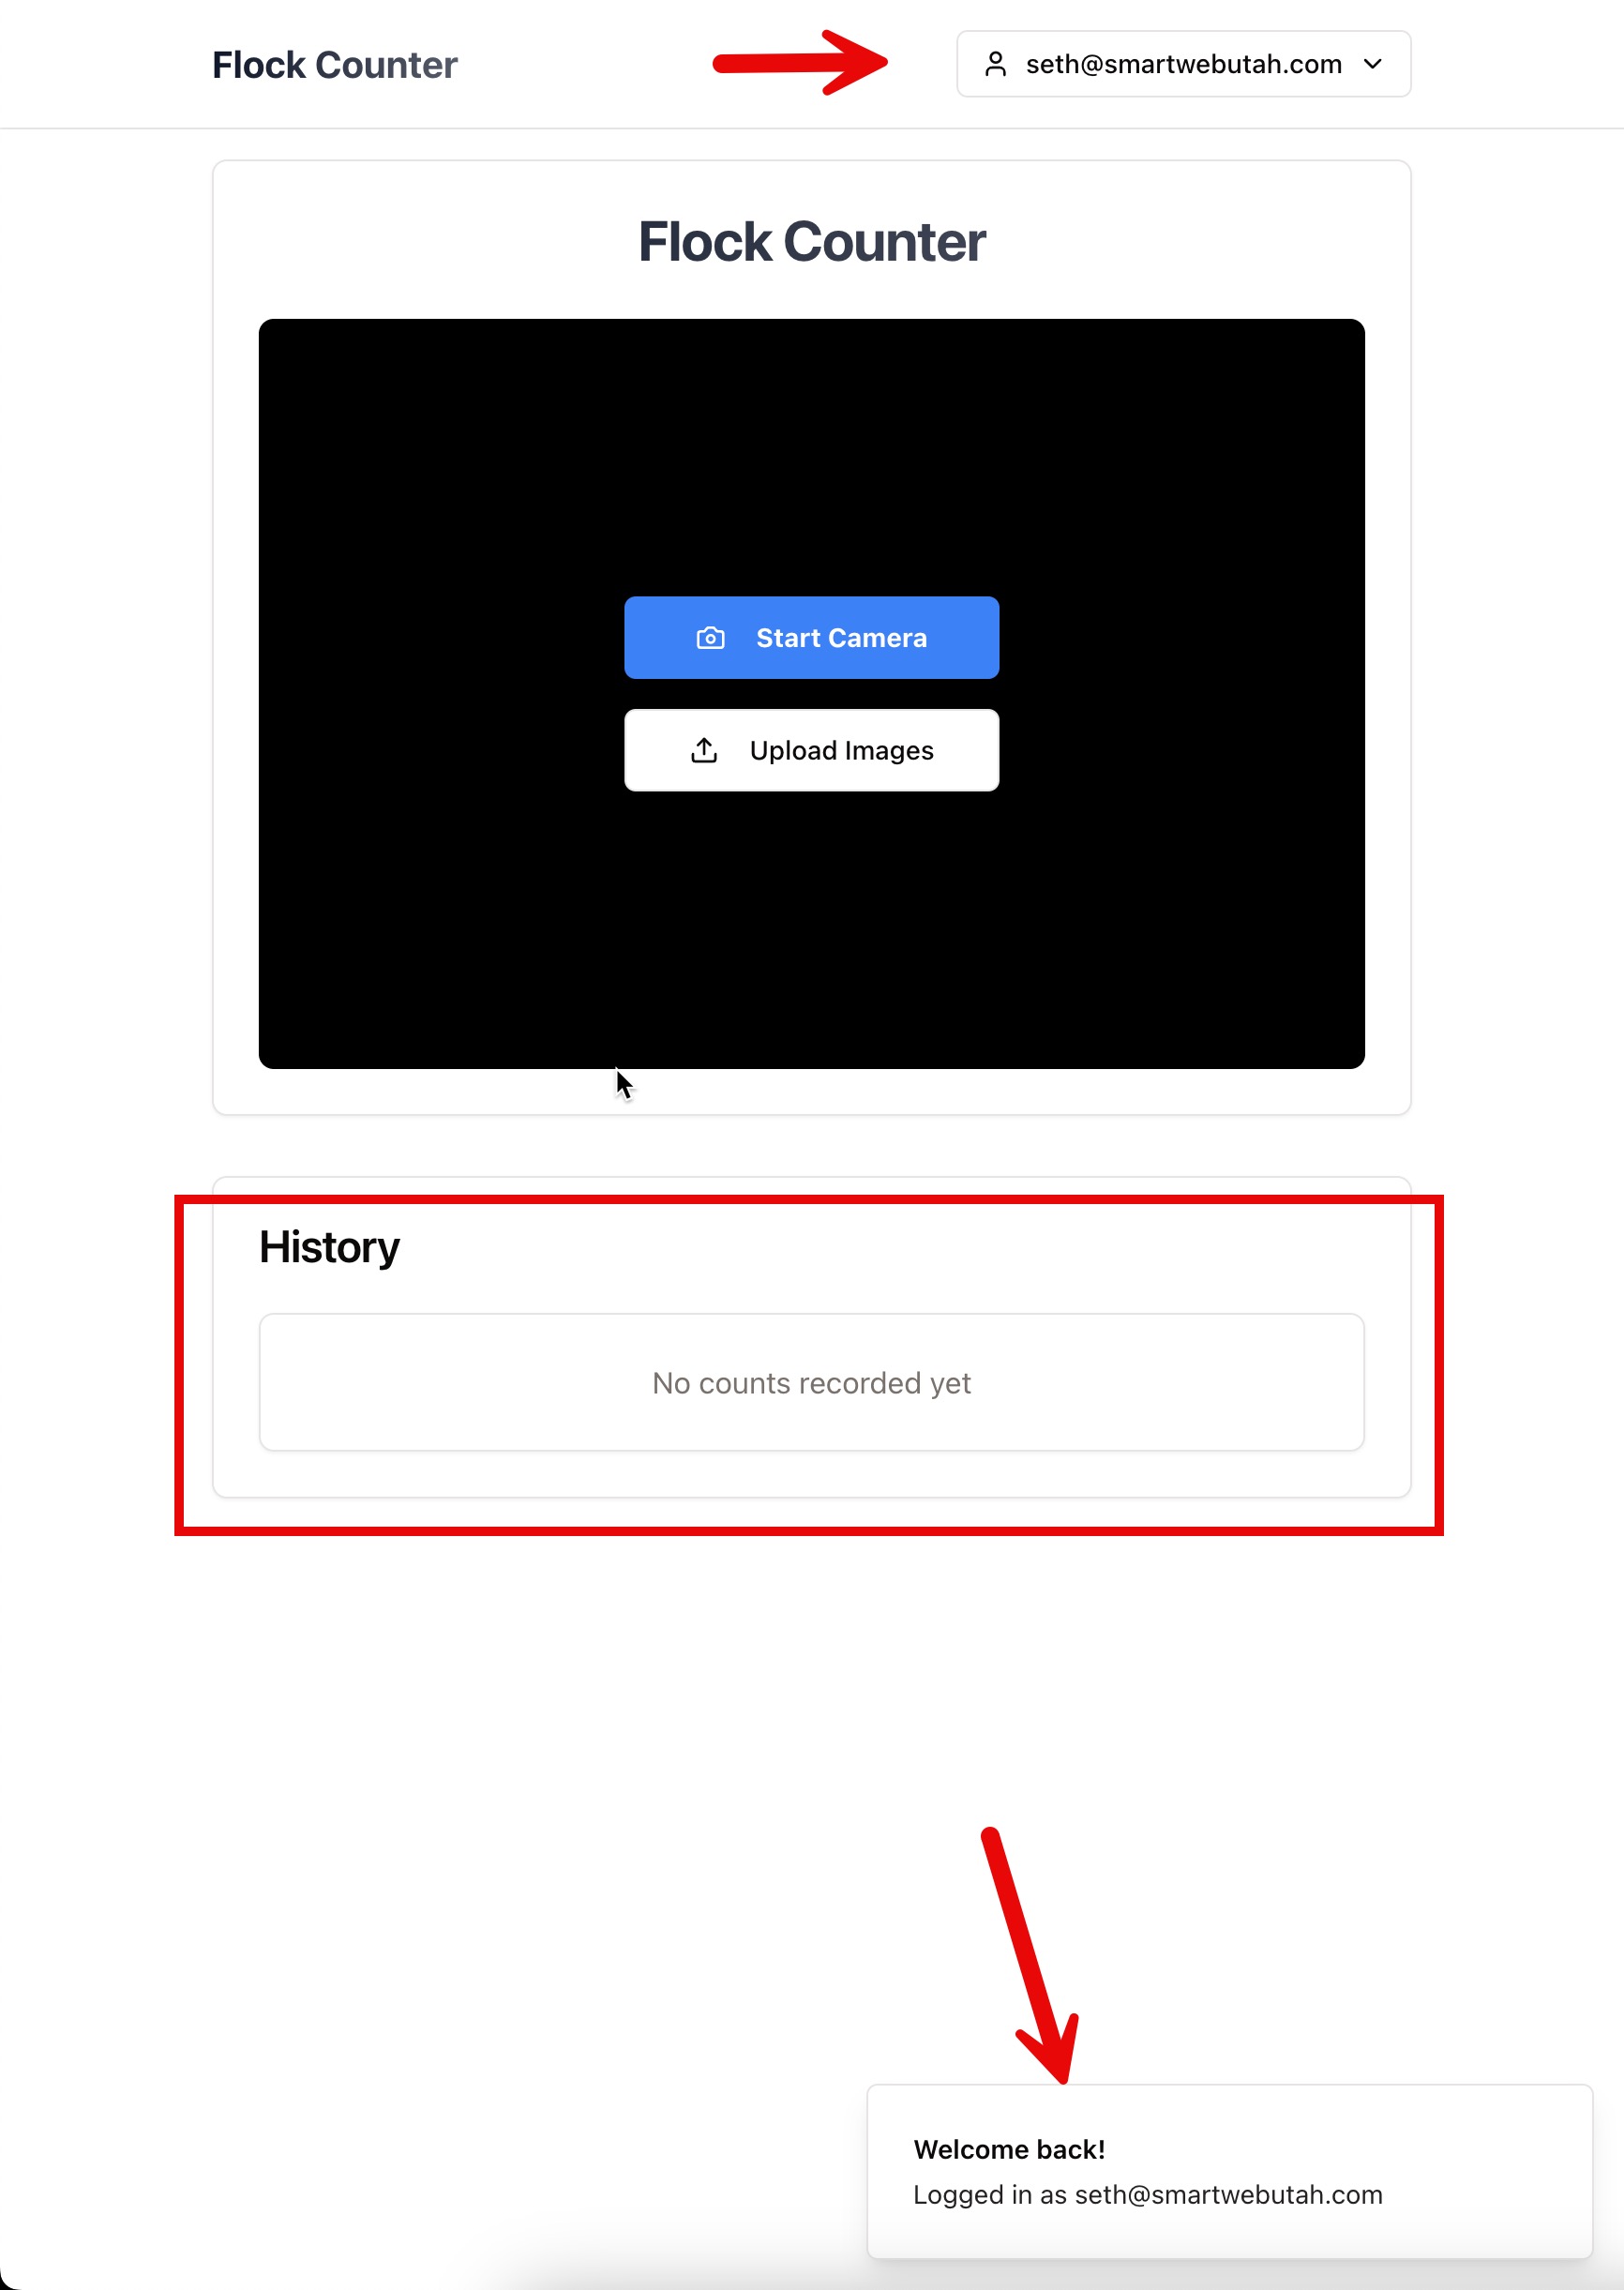 Flock Counter
seth@smartwebutah.com
Flock Counter
Start Camera
Upload Images
History
No counts recorded yet
Welcome back!
Logged in as seth@smartwebutah.com